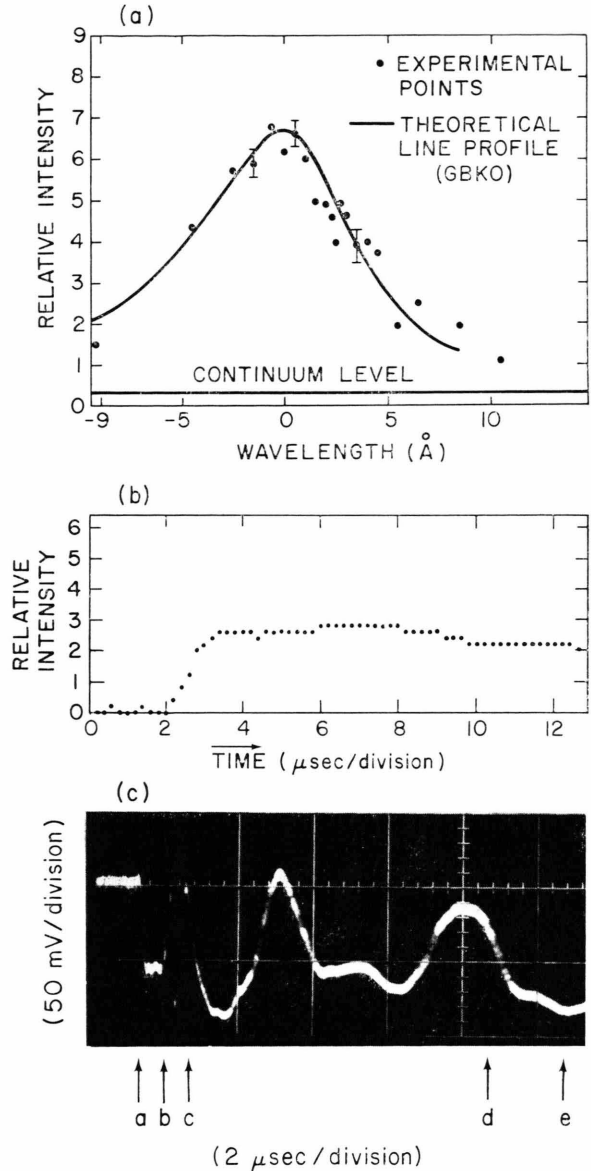 (a)
RELATIVE INTENSITY
9
8
7
6
5
4
3
2
1
0
• EXPERIMENTAL
POINTS
— THEORETICAL
LINE PROFILE
(GBKO)
CONTINUUM LEVEL
-9 -5 0 5 10
WAVELENGTH (Å)
(b)
RELATIVE
INTENSITY
6
5
4
3
2
1
0
0 2 4 6 8 10 12
TIME (μsec/division)
(c)
(50 mV/division)
a b c d e
(2 μsec/division)